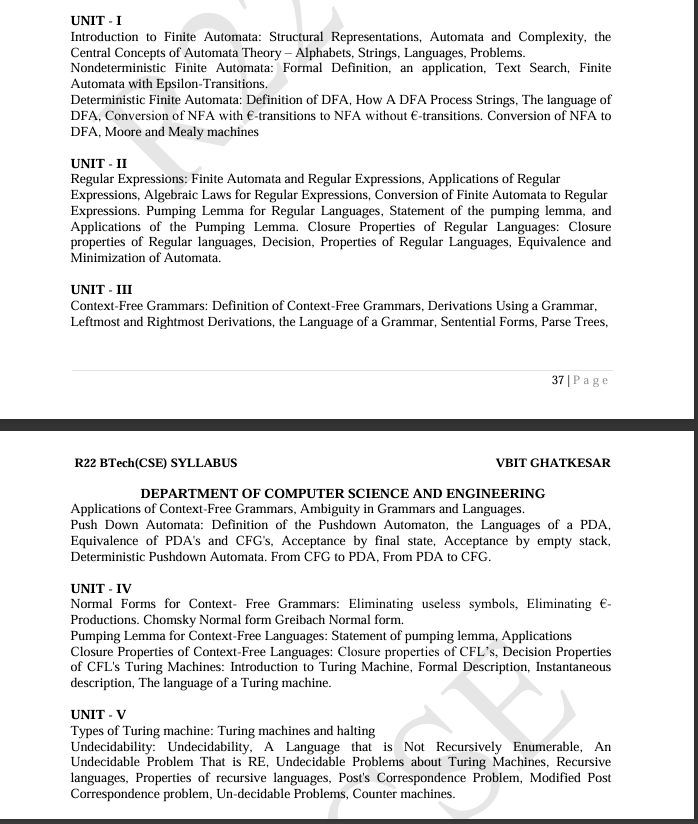 UNIT - I
Introduction to Finite Automata: Structural Representations, Automata and Complexity, the
Central Concepts of Automata Theory – Alphabets, Strings, Languages, Problems.
Nondeterministic Finite Automata: Formal Definition, an application, Text Search, Finite
Automata with Epsilon-Transitions.
Deterministic Finite Automata: Definition of DFA, How A DFA Process Strings, The language of
DFA, Conversion of NFA with €-transitions to NFA without €-transitions. Conversion of NFA to
DFA, Moore and Mealy machines
UNIT - II
Regular Expressions: Finite Automata and Regular Expressions, Applications of Regular
Expressions, Algebraic Laws for Regular Expressions, Conversion of Finite Automata to Regular
Expressions. Pumping Lemma for Regular Languages, Statement of the pumping lemma, and
Applications of the Pumping Lemma. Closure Properties of Regular Languages: Closure
properties of Regular languages, Decision, Properties of Regular Languages, Equivalence and
Minimization of Automata.
UNIT - III
Context-Free Grammars: Definition of Context-Free Grammars, Derivations Using a Grammar,
Leftmost and Rightmost Derivations, the Language of a Grammar, Sentential Forms, Parse Trees,
37 | P a g e
R22 BTech(CSE) SYLLABUS VBIT GHATKESAR
DEPARTMENT OF COMPUTER SCIENCE AND ENGINEERING
Applications of Context-Free Grammars, Ambiguity in Grammars and Languages.
Push Down Automata: Definition of the Pushdown Automaton, the Languages of a PDA,
Equivalence of PDA's and CFG's, Acceptance by final state, Acceptance by empty stack,
Deterministic Pushdown Automata. From CFG to PDA, From PDA to CFG.
UNIT - IV
Normal Forms for Context- Free Grammars: Eliminating useless symbols, Eliminating €-
Productions. Chomsky Normal form Greibach Normal form.
Pumping Lemma for Context-Free Languages: Statement of pumping lemma, Applications
Closure Properties of Context-Free Languages: Closure properties of CFL’s, Decision Properties
of CFL's Turing Machines: Introduction to Turing Machine, Formal Description, Instantaneous
description, The language of a Turing machine.
UNIT - V
Types of Turing machine: Turing machines and halting
Undecidability: Undecidability, A Language that is Not Recursively Enumerable, An
Undecidable Problem That is RE, Undecidable Problems about Turing Machines, Recursive
languages, Properties of recursive languages, Post's Correspondence Problem, Modified Post
Correspondence problem, Un-decidable Problems, Counter machines.
R22
CSE